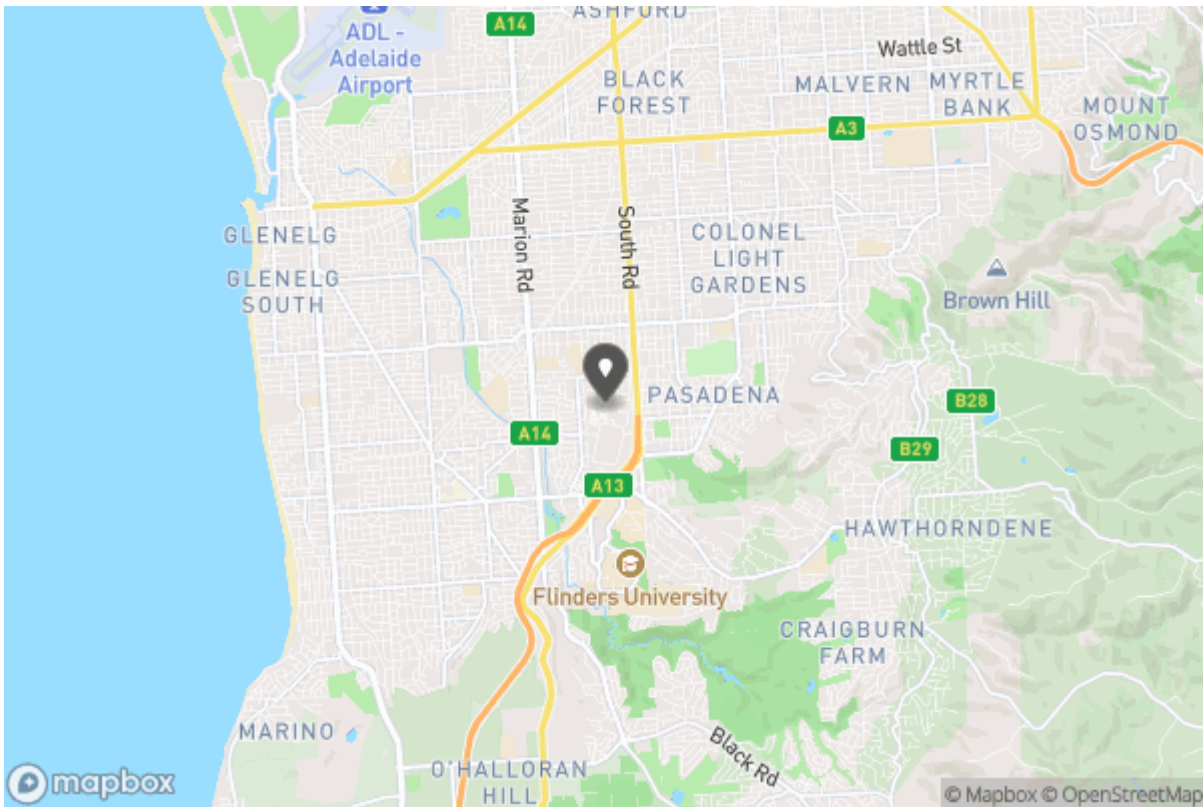 ASHFORD
A14
ADL -
Adelaide
Airport
Wattle St
BLACK
FOREST
MALVERN
MYRTLE
BANK
MOUNT
OSMOND
A3
Marion Rd
South Rd
GLENELG
COLONEL
LIGHT
GARDENS
GLENELG
SOUTH
Brown Hill
PASADENA
B28
A14
B29
A13
HAWTHORNDENE
Flinders University
CRAIGBURN
FARM
MARINO
Black Rd
O'HALLORAN
HILL
mapbox
© Mapbox © OpenStreetMap